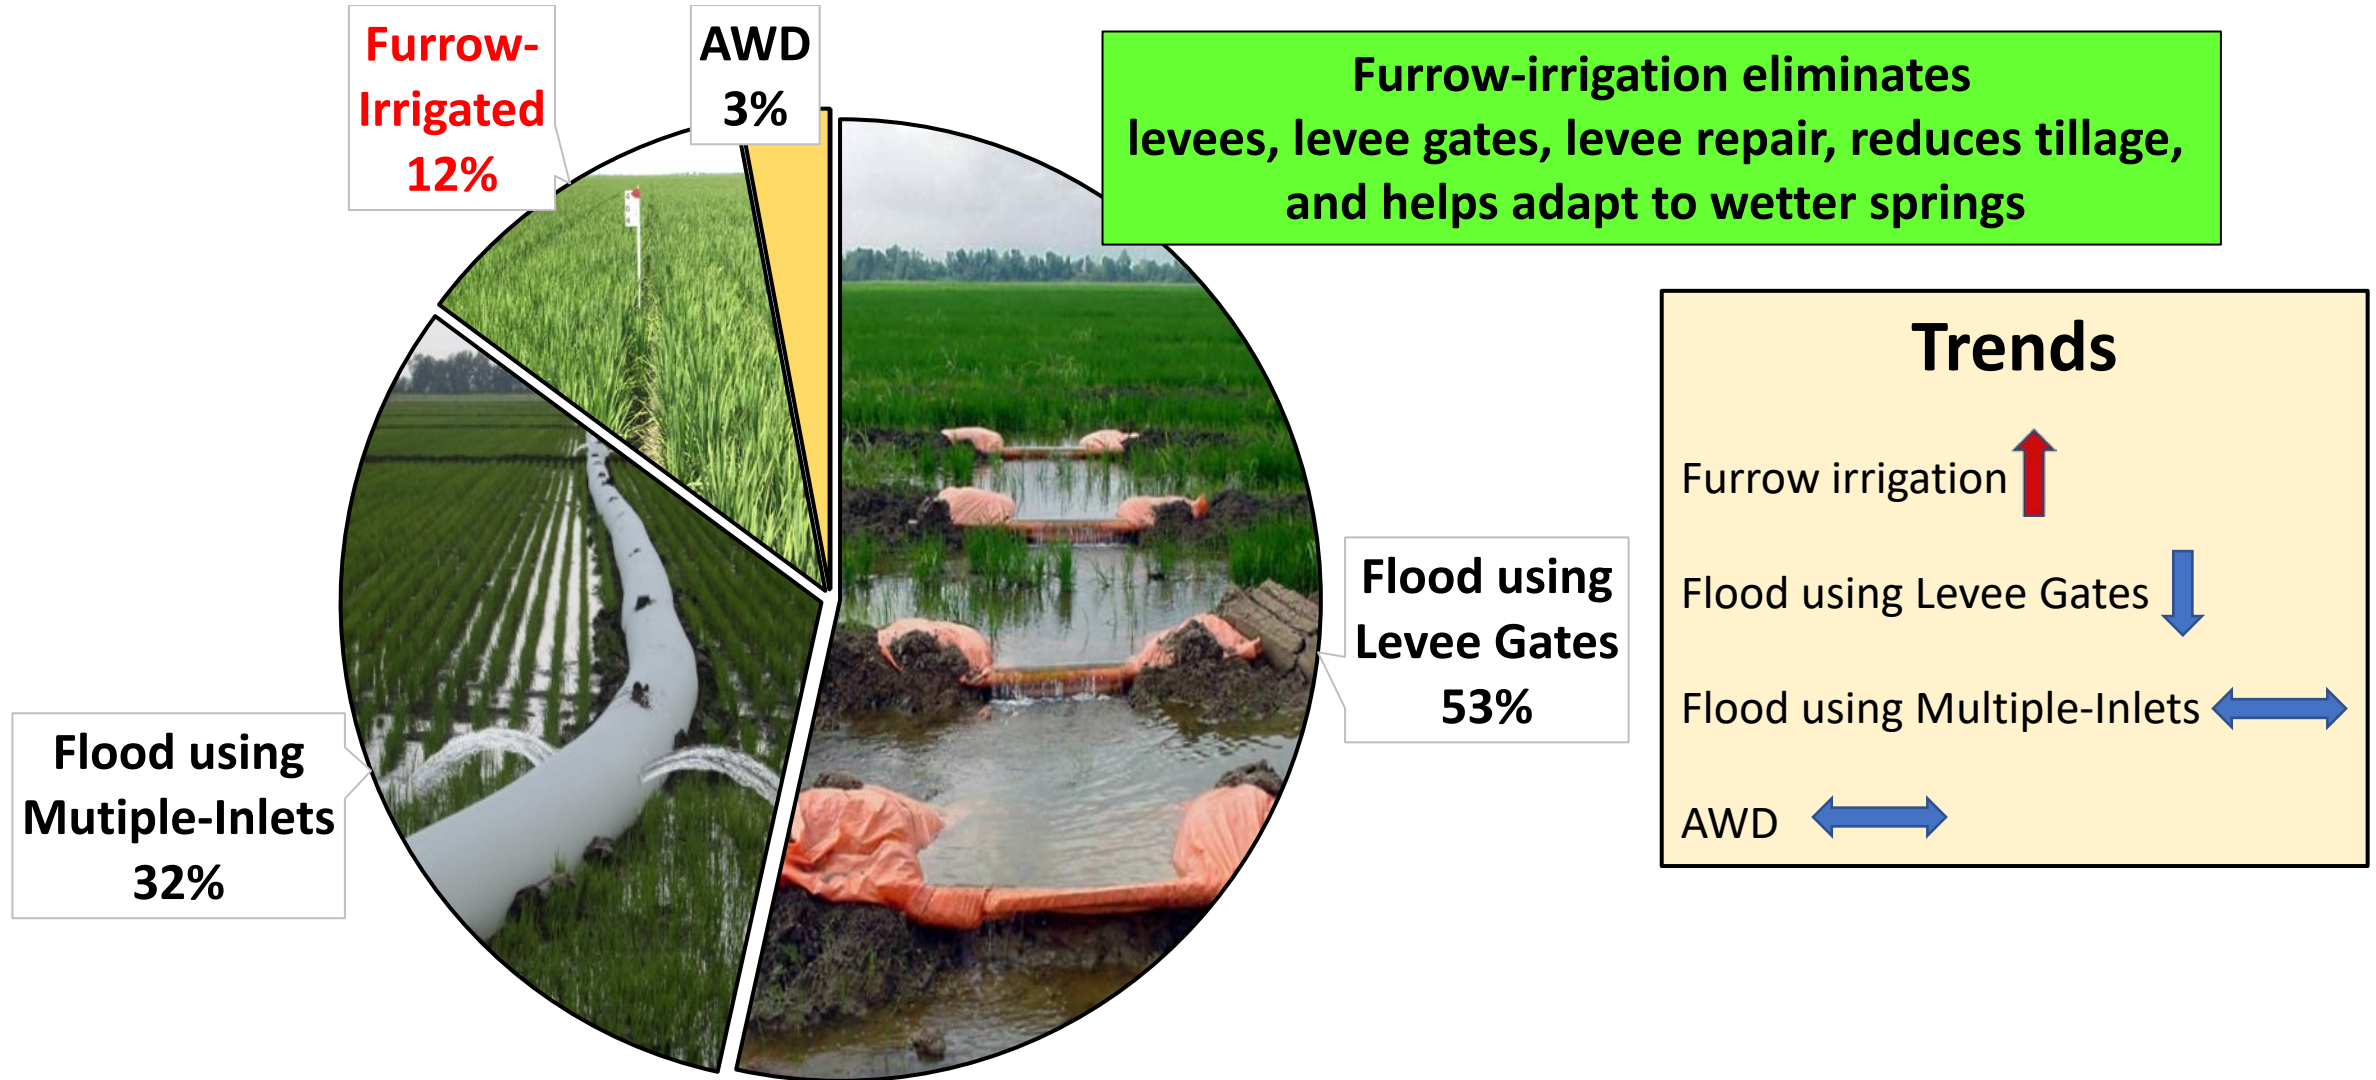 Furrow-
Irrigated
12%
AWD
3%
Furrow-irrigation eliminates
levees, levee gates, levee repair, reduces tillage,
and helps adapt to wetter springs
Trends
Furrow irrigation
Flood using Levee Gates
Flood using Multiple-Inlets
AWD
Flood using
Levee Gates
53%
Flood using
Mutiple-Inlets
32%